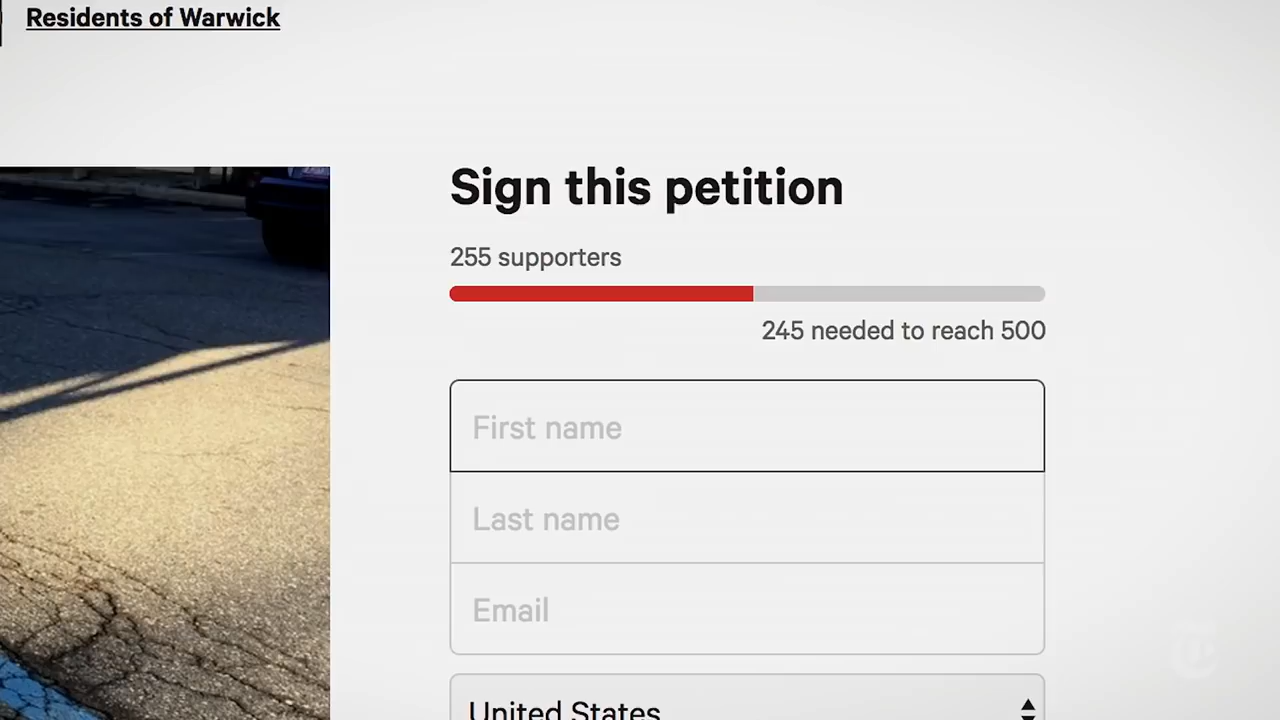 Residents of Warwick
Sign this petition
255 supporters
245 needed to reach 500
First name
Last name
Email
United States